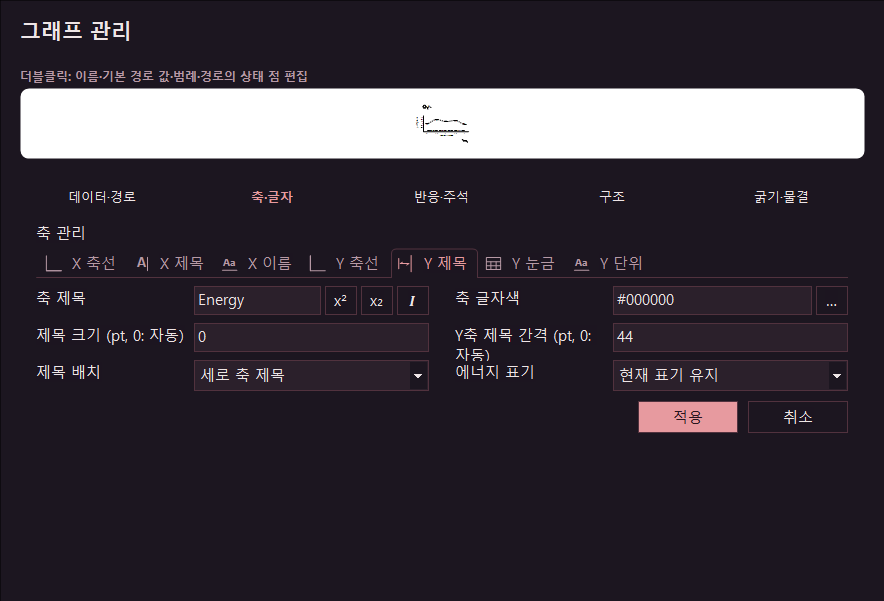 그래프 관리
더블클릭: 이름·기본 경로 값·범례·경로의 상태 점 편집
데이터·경로 축·글자 반응·주석 구조 굵기·물결
축 관리
X 축선 A X 제목 Aa X 이름 Y 축선 Y 제목 Y 눈금 Aa Y 단위
축 제목 Energy x² x₂ I 축 글자색 #000000 ...
제목 크기 (pt, 0: 자동) 0 Y축 제목 간격 (pt, 0: 자동) 44
제목 배치 세로 축 제목 에너지 표기 현재 표기 유지
적용 취소